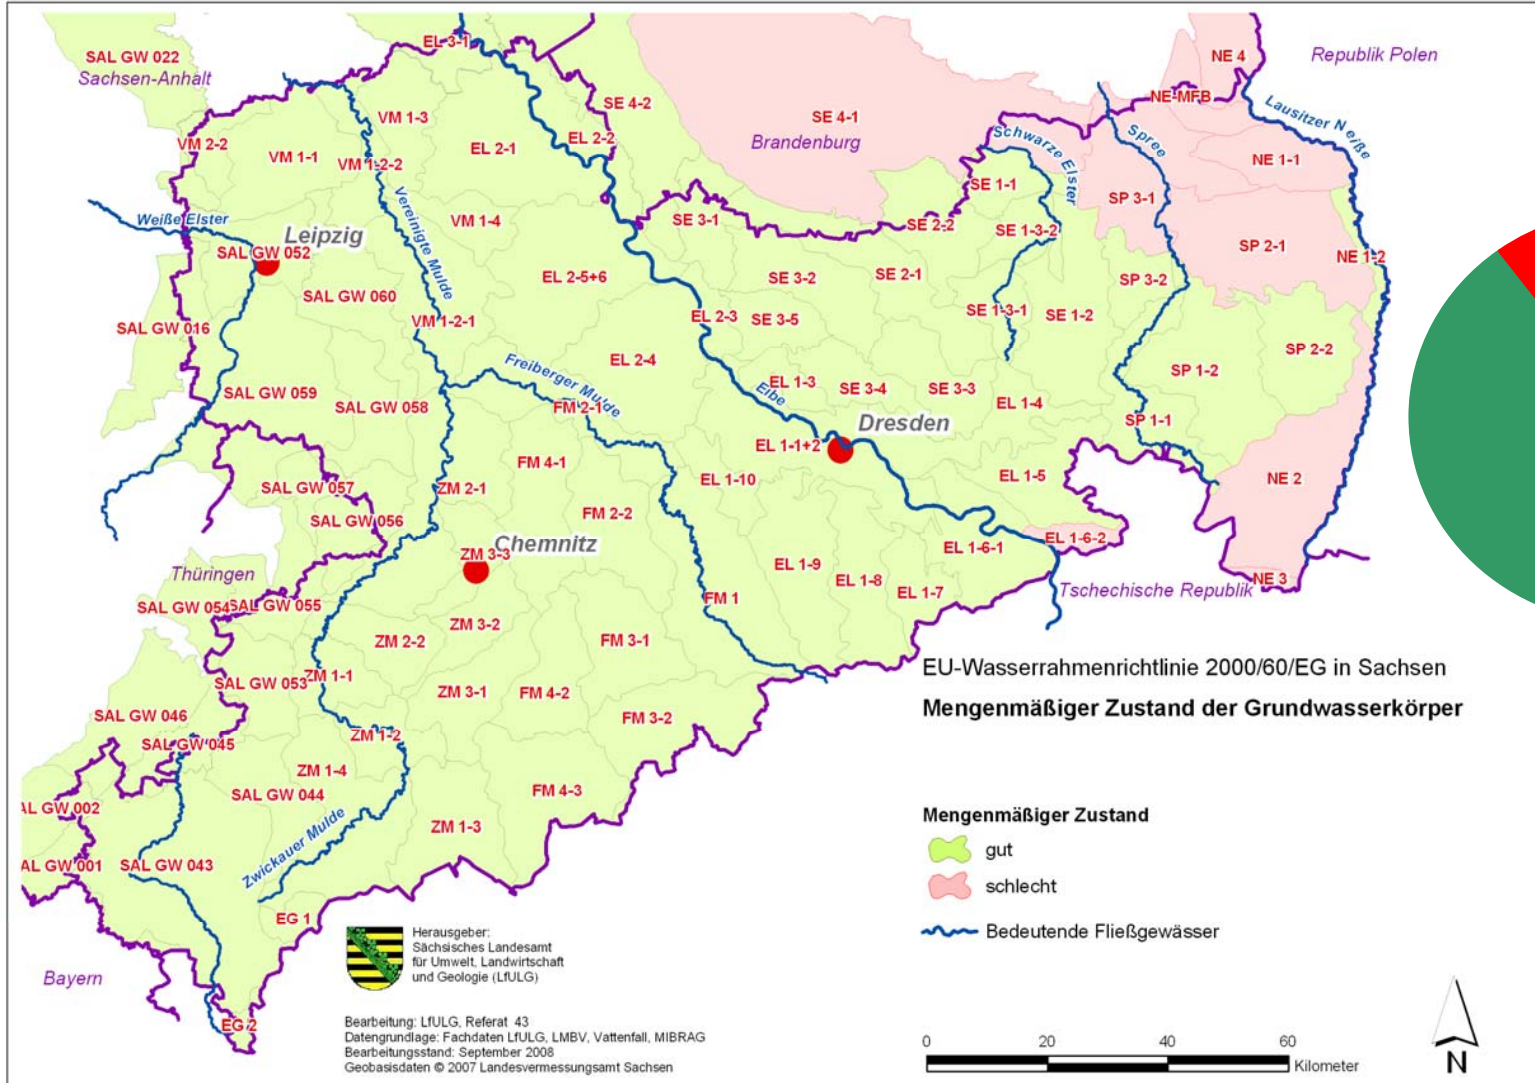 SAL GW 022
Sachsen-Anhalt
EL 3-1
NE 4
Republik Polen
VM 2-2
VM 1-1
VM 1-3
VM 1-2-2
EL 2-1
EL 2-2
SE 4-2
SE 4-1
Brandenburg
NE-MFB
Lausitzer Neiße
Schwarze Elster
Spree
NE 1-1
SE 1-1
SP 3-1
Weiße Elster
Leipzig
SAL GW 052
Vereinigte Mulde
VM 1-4
SE 3-1
SE 2-2
SE 1-3-2
SP 2-1
NE 1-2
SAL GW 060
EL 2-5+6
SE 3-2
SE 2-1
SP 3-2
SAL GW 016
VM 1-2-1
EL 2-3
SE 3-5
SE 1-3-1
SE 1-2
EL 2-4
SP 2-2
SP 1-2
Freiberger Mulde
SAL GW 059
SAL GW 058
FM 2-1
EL 1-3
Elbe
SE 3-4
SE 3-3
EL 1-4
SP 1-1
Dresden
EL 1-1+2
FM 4-1
ZM 2-1
EL 1-10
EL 1-5
NE 2
SAL GW 057
SAL GW 056
FM 2-2
Chemnitz
ZM 3-3
EL 1-6-1
EL 1-6-2
Thüringen
EL 1-9
EL 1-8
EL 1-7
NE 3
Tschechische Republik
SAL GW 054
SAL GW 055
FM 1
ZM 3-2
ZM 2-2
FM 3-1
SAL GW 053
ZM 1-1
ZM 3-1
FM 4-2
FM 3-2
SAL GW 046
SAL GW 045
ZM 1-2
ZM 1-4
SAL GW 044
FM 4-3
AL GW 002
ZM 1-3
Zwickauer Mulde
AL GW 001
SAL GW 043
EG 1
Bayern
EG 2
EU-Wasserrahmenrichtlinie 2000/60/EG in Sachsen
Mengenmäßiger Zustand der Grundwasserkörper
Mengenmäßiger Zustand
gut
schlecht
Bedeutende Fließgewässer
Herausgeber:
Sächsisches Landesamt
für Umwelt, Landwirtschaft
und Geologie (LfULG)
Bearbeitung: LfULG, Referat 43
Datengrundlage: Fachdaten LfULG, LMBV, Vattenfall, MIBRAG
Bearbeitungsstand: September 2008
Geobasisdaten © 2007 Landesvermessungsamt Sachsen
0 20 40 60
Kilometer
N